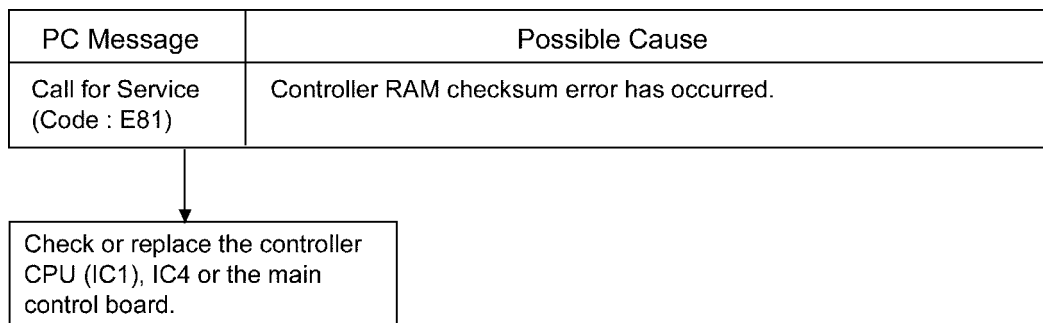 PC Message
Possible Cause
Call for Service
(Code : E81)
Controller RAM checksum error has occurred.
Check or replace the controller
CPU (IC1), IC4 or the main
control board.